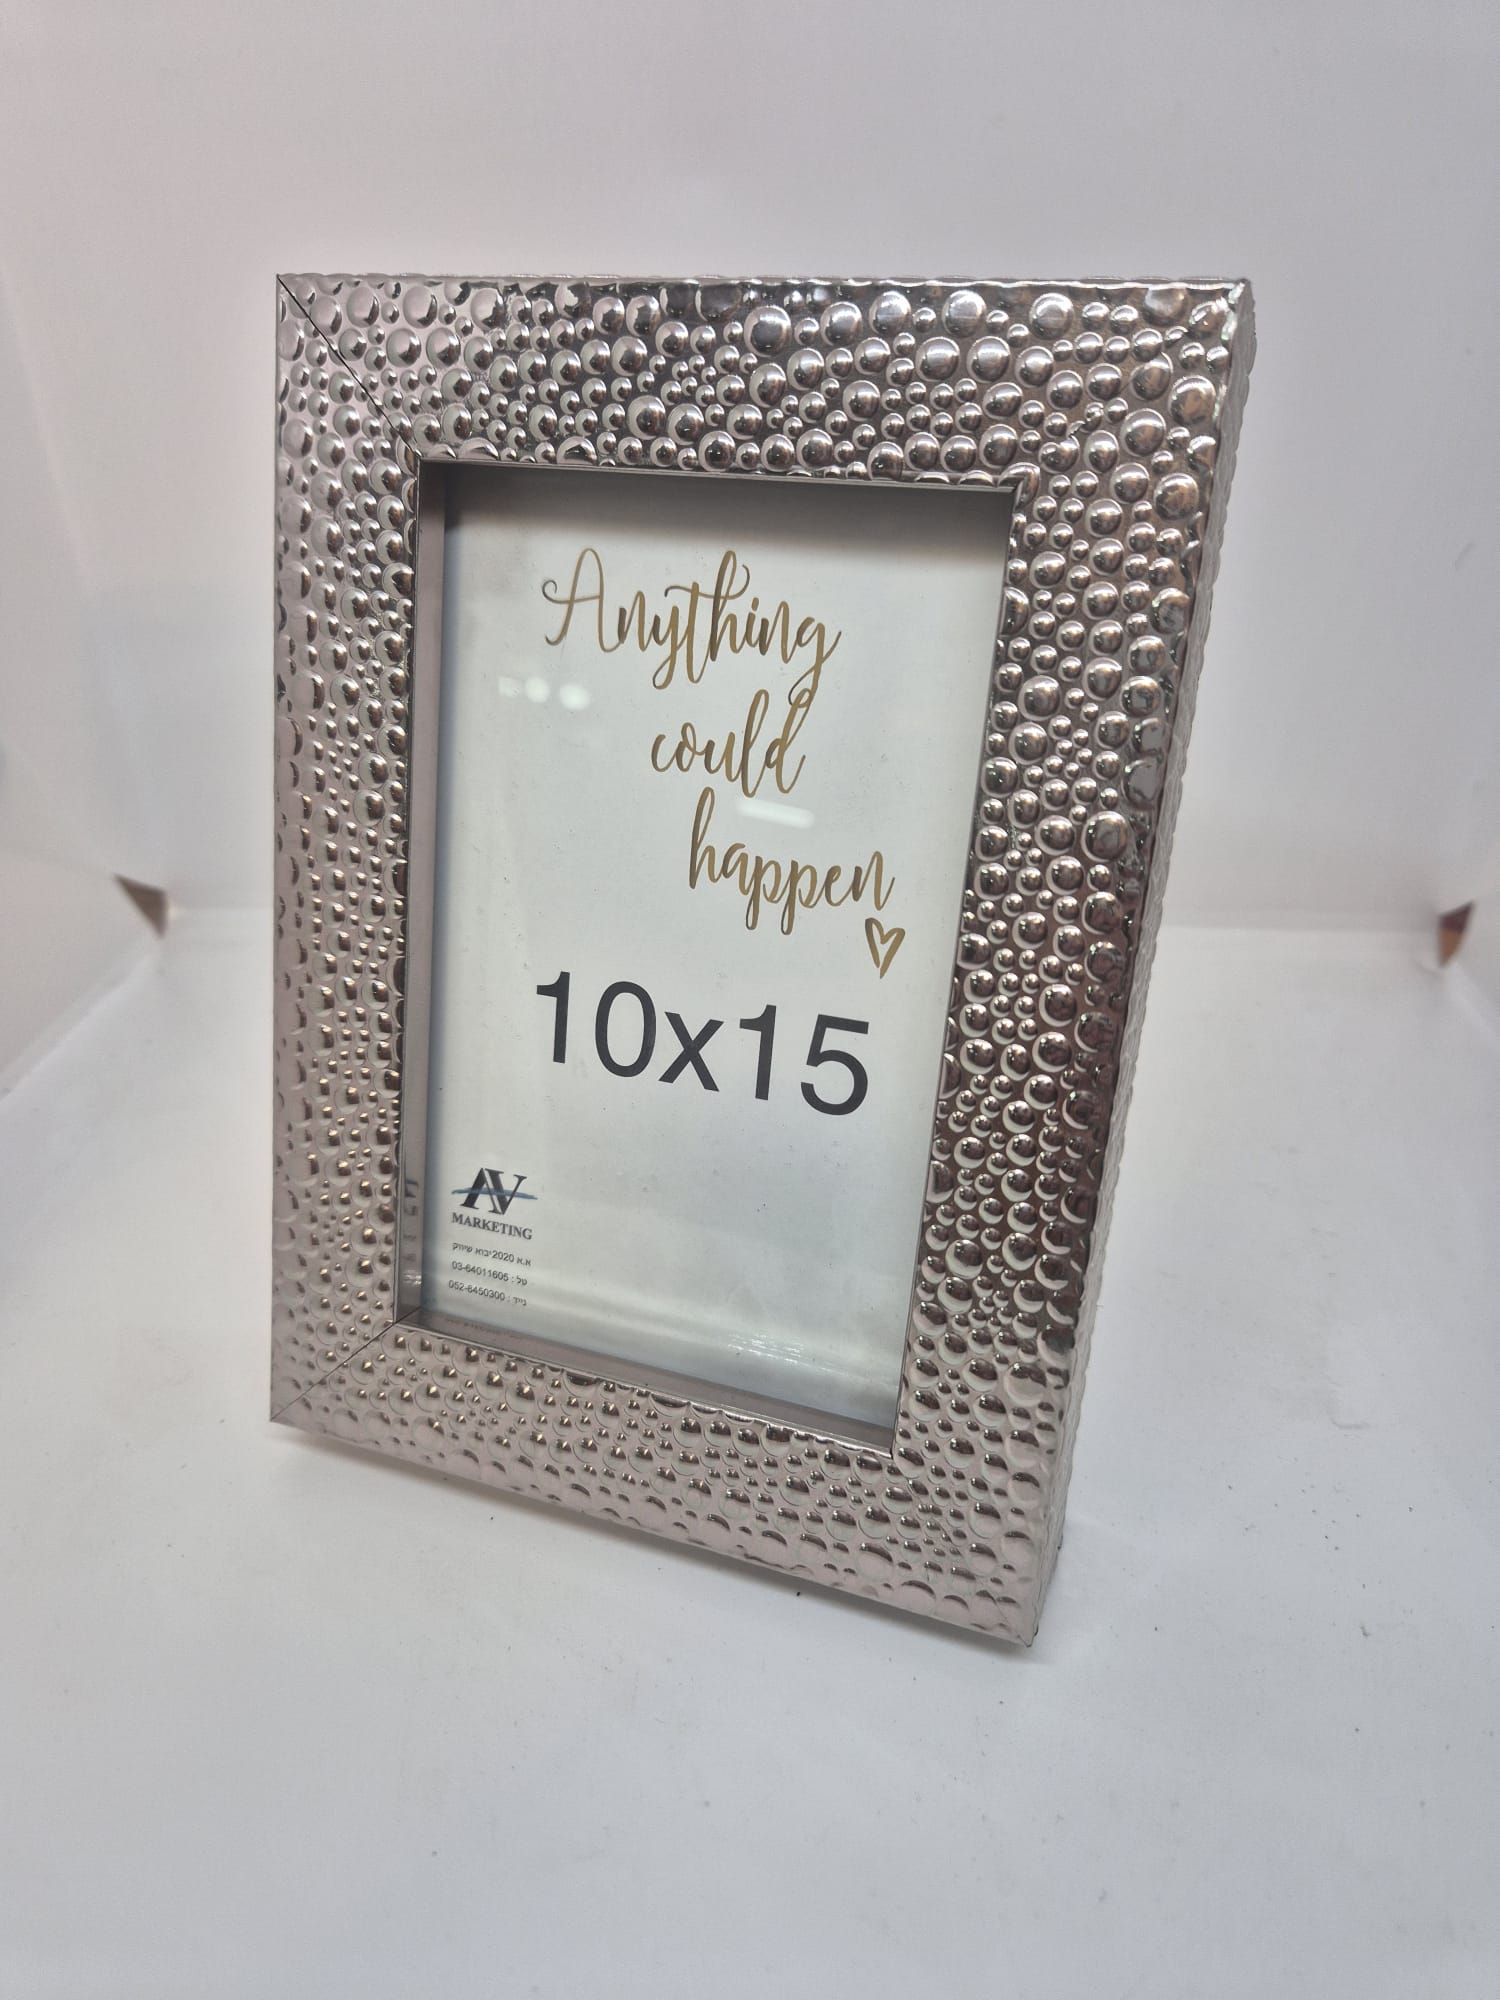 Anything
could
happen
10x15
AV
MARKETING
א.א 2020 יבוא שיווק
טל : 03-64011605
נייד : 052-6450300